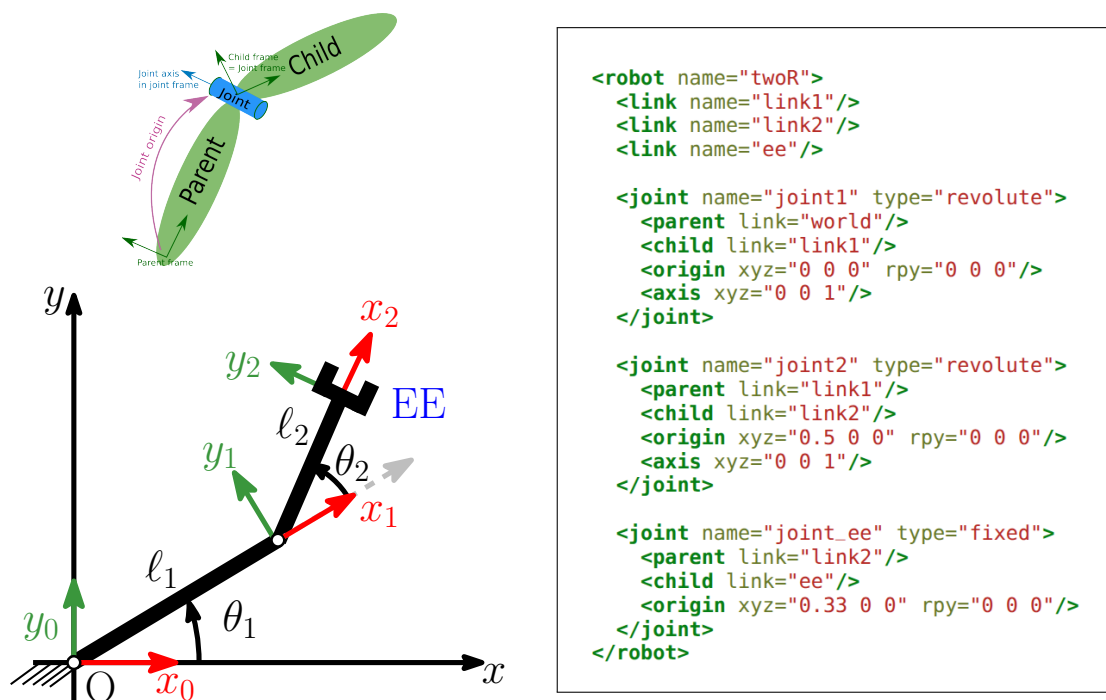 Child frame
= Joint frame
Child
Joint axis
in joint frame
Joint
Joint origin
Parent
Parent frame
y
x₂
y₂
EE
ℓ₂
y₁
θ₂
x₁
ℓ₁
θ₁
y₀
O
x₀
x
<robot name="twoR">
<link name="link1"/>
<link name="link2"/>
<link name="ee"/>
<joint name="joint1" type="revolute">
<parent link="world"/>
<child link="link1"/>
<origin xyz="0 0 0" rpy="0 0 0"/>
<axis xyz="0 0 1"/>
</joint>
<joint name="joint2" type="revolute">
<parent link="link1"/>
<child link="link2"/>
<origin xyz="0.5 0 0" rpy="0 0 0"/>
<axis xyz="0 0 1"/>
</joint>
<joint name="joint_ee" type="fixed">
<parent link="link2"/>
<child link="ee"/>
<origin xyz="0.33 0 0" rpy="0 0 0"/>
</joint>
</robot>